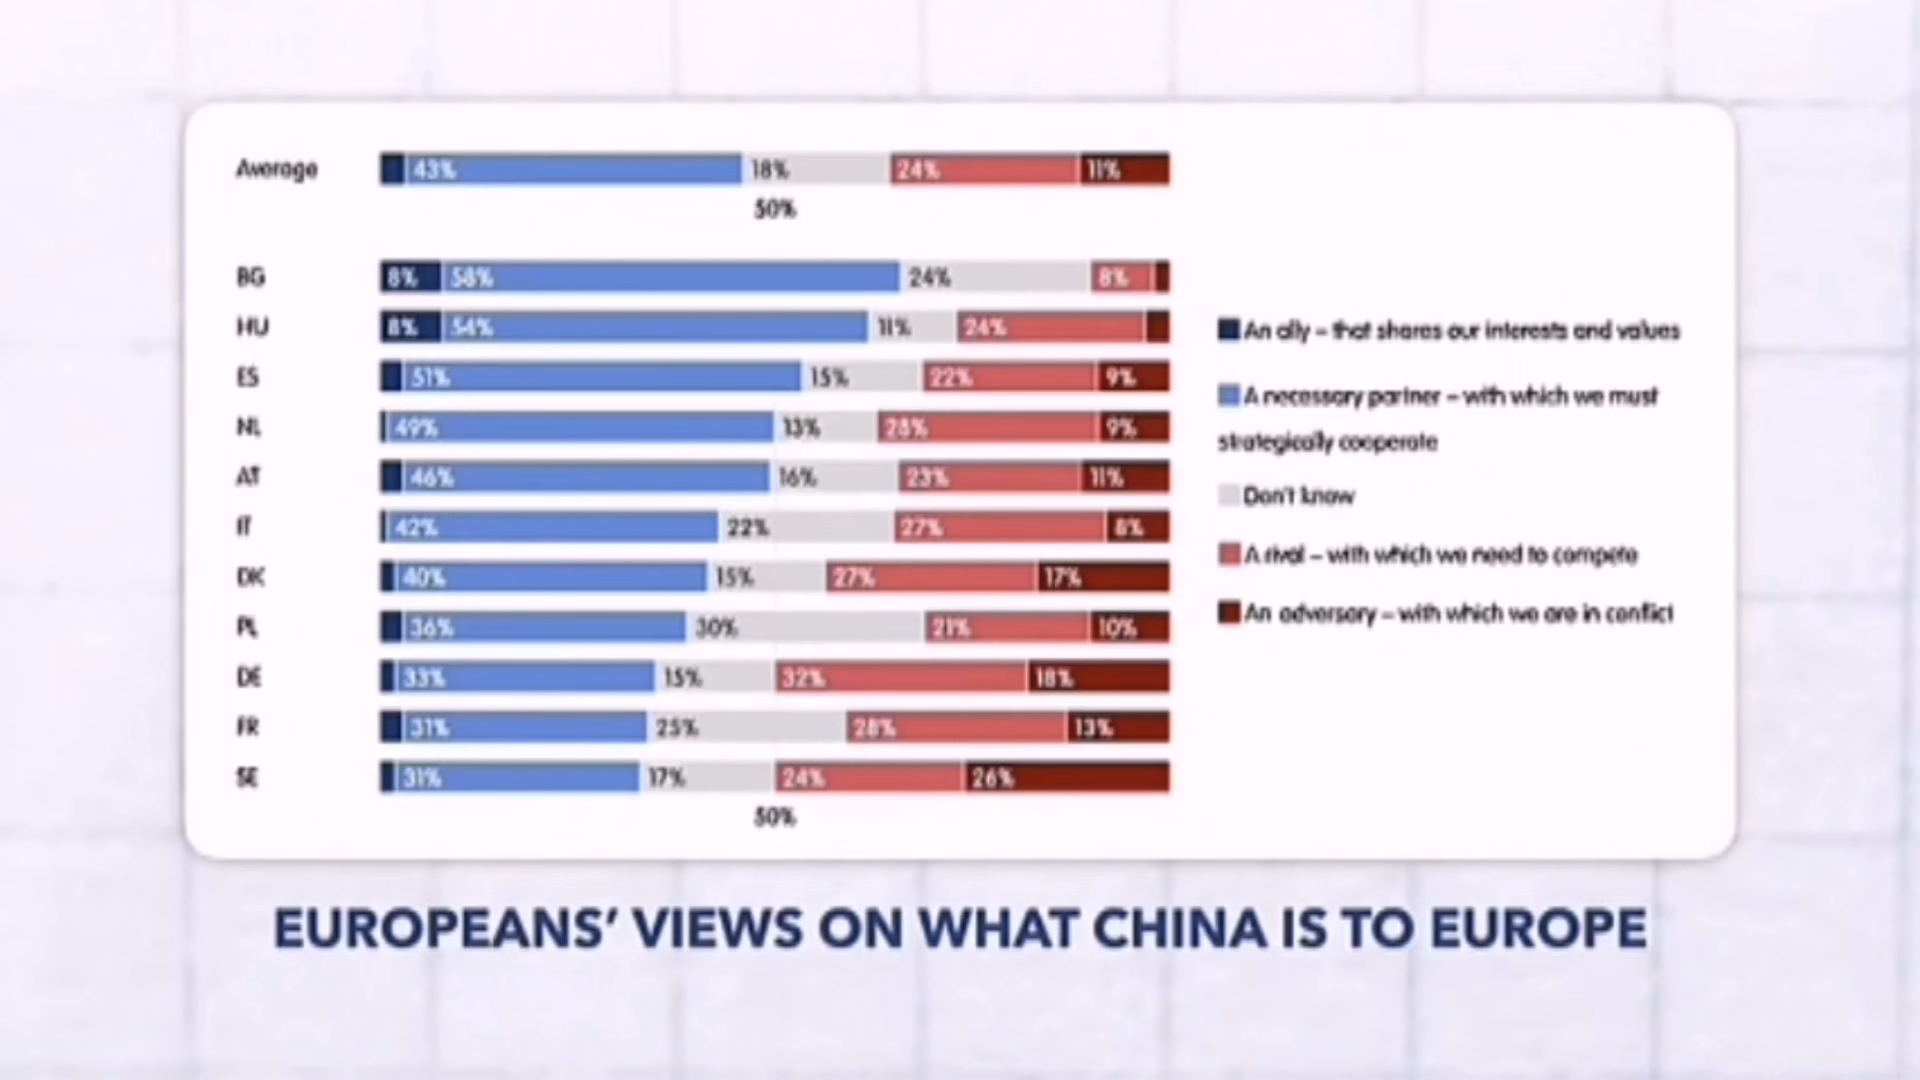 Average 43% 18% 24% 11%
50%
BG 8% 58% 24% 8%
HU 8% 54% 11% 24%
ES 51% 15% 22% 9%
NL 49% 13% 28% 9%
AT 46% 16% 23% 11%
IT 42% 22% 27% 8%
DK 40% 15% 27% 17%
PL 36% 30% 21% 10%
DE 33% 15% 32% 18%
FR 31% 25% 28% 13%
SE 31% 17% 24% 26%
50%
An ally – that shares our interests and values
A necessary partner – with which we must
strategically cooperate
Don't know
A rival – with which we need to compete
An adversary – with which we are in conflict
EUROPEANS' VIEWS ON WHAT CHINA IS TO EUROPE